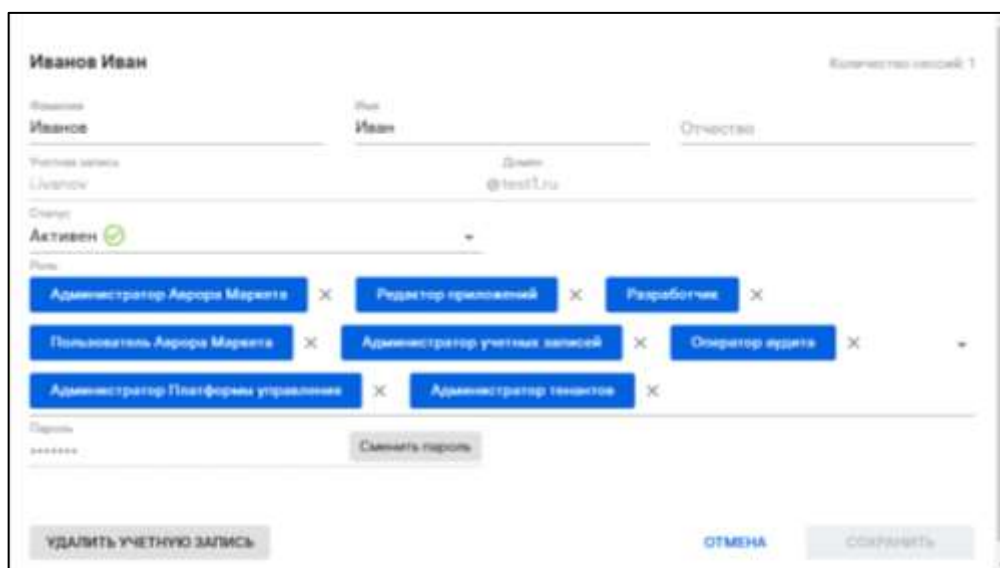 Иванов Иван Количество сессий: 1
Фамилия Имя
Иванов Иван Отчество
Учетная запись Домен
i.ivanov @test1.ru
Статус
Активен
Роль
Администратор Аврора Маркета Редактор приложений Разработчик
Пользователь Аврора Маркета Администратор учетных записей Оператор аудита
Администратор Платформы управления Администратор тенантов
Пароль
******* Сменить пароль
УДАЛИТЬ УЧЕТНУЮ ЗАПИСЬ ОТМЕНА СОХРАНИТЬ